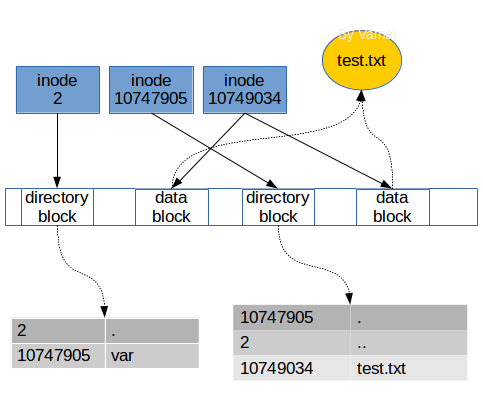 By Vamei
test.txt
inode
2
inode
10747905
inode
10749034
directory
block
data
block
directory
block
data
block
2 .
10747905 var
10747905 .
2 ..
10749034 test.txt